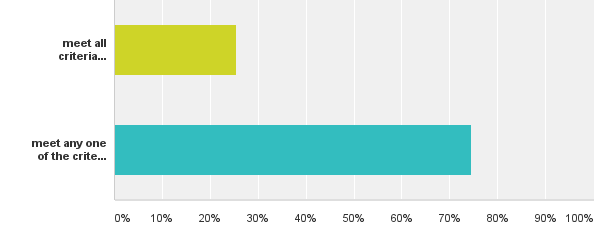 meet all
criteria...
meet any one
of the crite...
0% 10% 20% 30% 40% 50% 60% 70% 80% 90% 100%